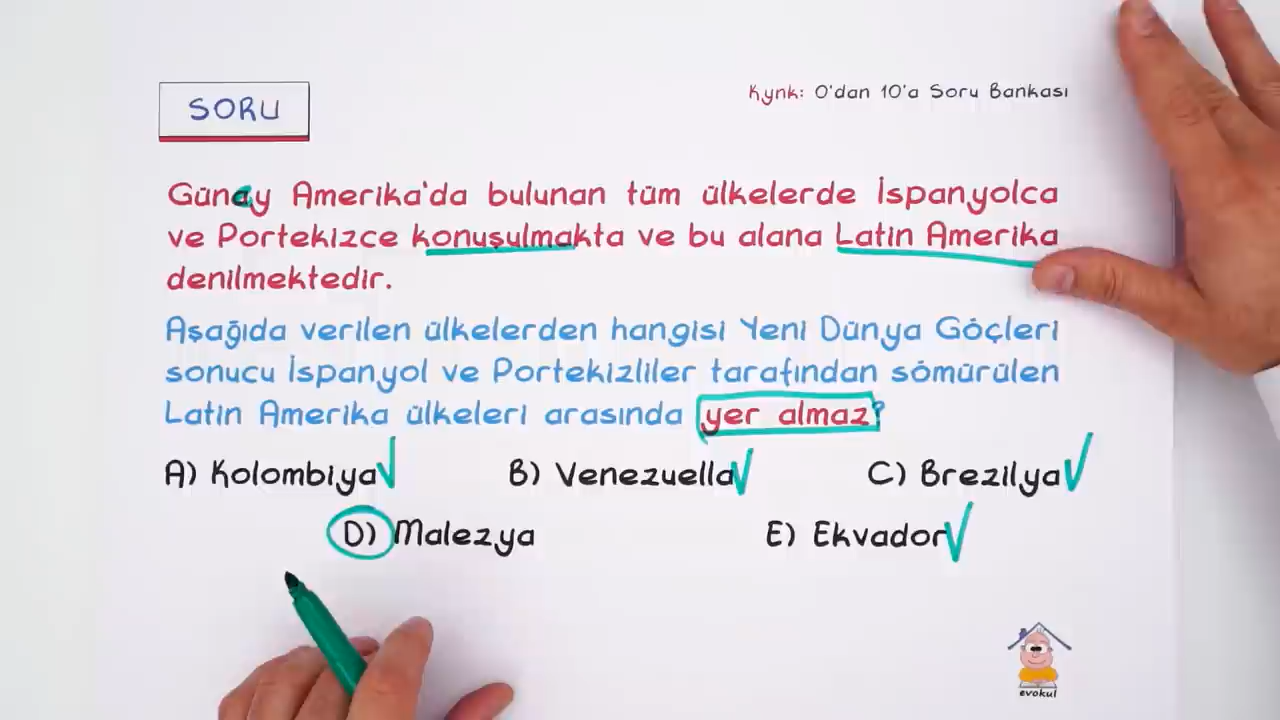 SORU
Kynk: 0'dan 10'a Soru Bankası
Günay Amerika'da bulunan tüm ülkelerde İspanyolca
ve Portekizce konuşulmakta ve bu alana Latin Amerika
denilmektedir.
Aşağıda verilen ülkelerden hangisi Yeni Dünya Göçleri
sonucu İspanyol ve Portekizliler tarafından sömürülen
Latin Amerika ülkeleri arasında yer almaz?
A) Kolombiya B) Venezuella C) Brezilya
D) Malezya E) Ekvador
evokul